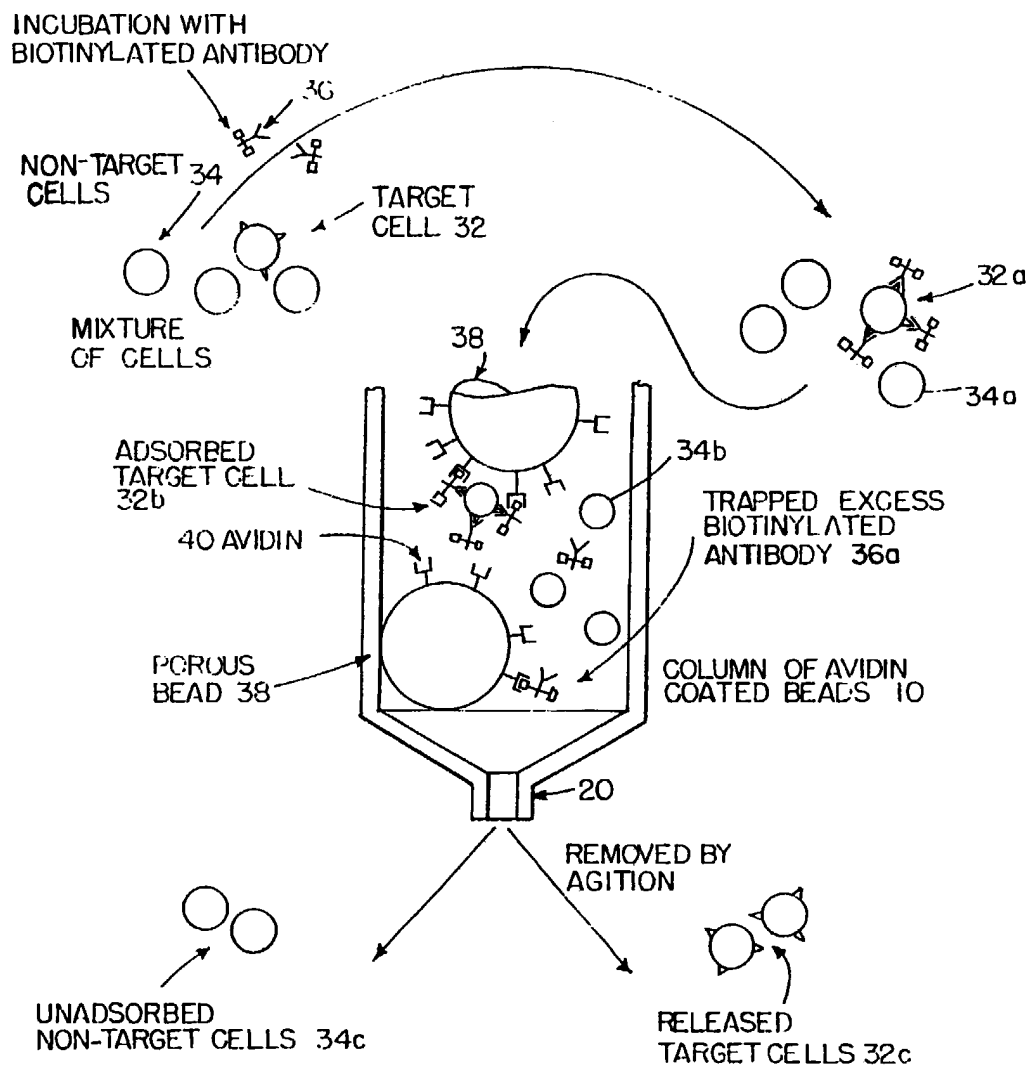 INCUBATION WITH
BIOTINYLATED ANTIBODY
36
NON-TARGET 34
CELLS
TARGET
CELL 32
MIXTURE
OF CELLS
32a
34a
38
ADSORBED
TARGET CELL
32b
34b
40 AVIDIN
TRAPPED EXCESS
BIOTINYLATED
ANTIBODY 36a
POROUS
BEAD 38
COLUMN OF AVIDIN
COATED BEADS 10
20
REMOVED BY
AGITION
UNADSORBED
NON-TARGET CELLS 34c
RELEASED
TARGET CELLS 32c